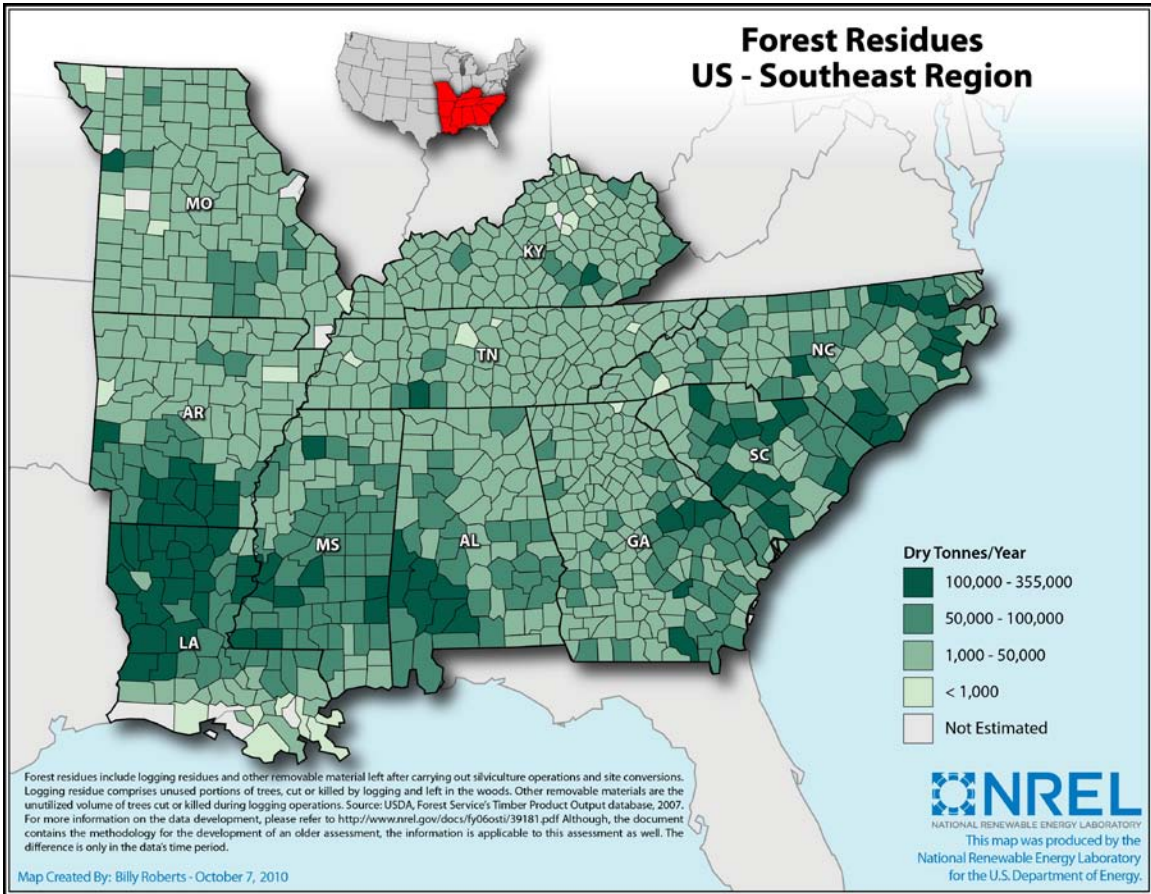 Forest Residues
US - Southeast Region
MO
KY
TN
NC
AR
SC
MS
AL
GA
LA
Dry Tonnes/Year
100,000 - 355,000
50,000 - 100,000
1,000 - 50,000
< 1,000
Not Estimated
Forest residues include logging residues and other removable material left after carrying out silviculture operations and site conversions.
Logging residue comprises unused portions of trees, cut or killed by logging and left in the woods. Other removable materials are the
unutilized volume of trees cut or killed during logging operations. Source: USDA, Forest Service's Timber Product Output database, 2007.
For more information on the data development, please refer to http://www.nrel.gov/docs/fy06osti/39181.pdf Although, the document
contains the methodology for the development of an older assessment, the information is applicable to this assessment as well. The
difference is only in the data's time period.
Map Created By: Billy Roberts - October 7, 2010
NREL
NATIONAL RENEWABLE ENERGY LABORATORY
This map was produced by the
National Renewable Energy Laboratory
for the U.S. Department of Energy.